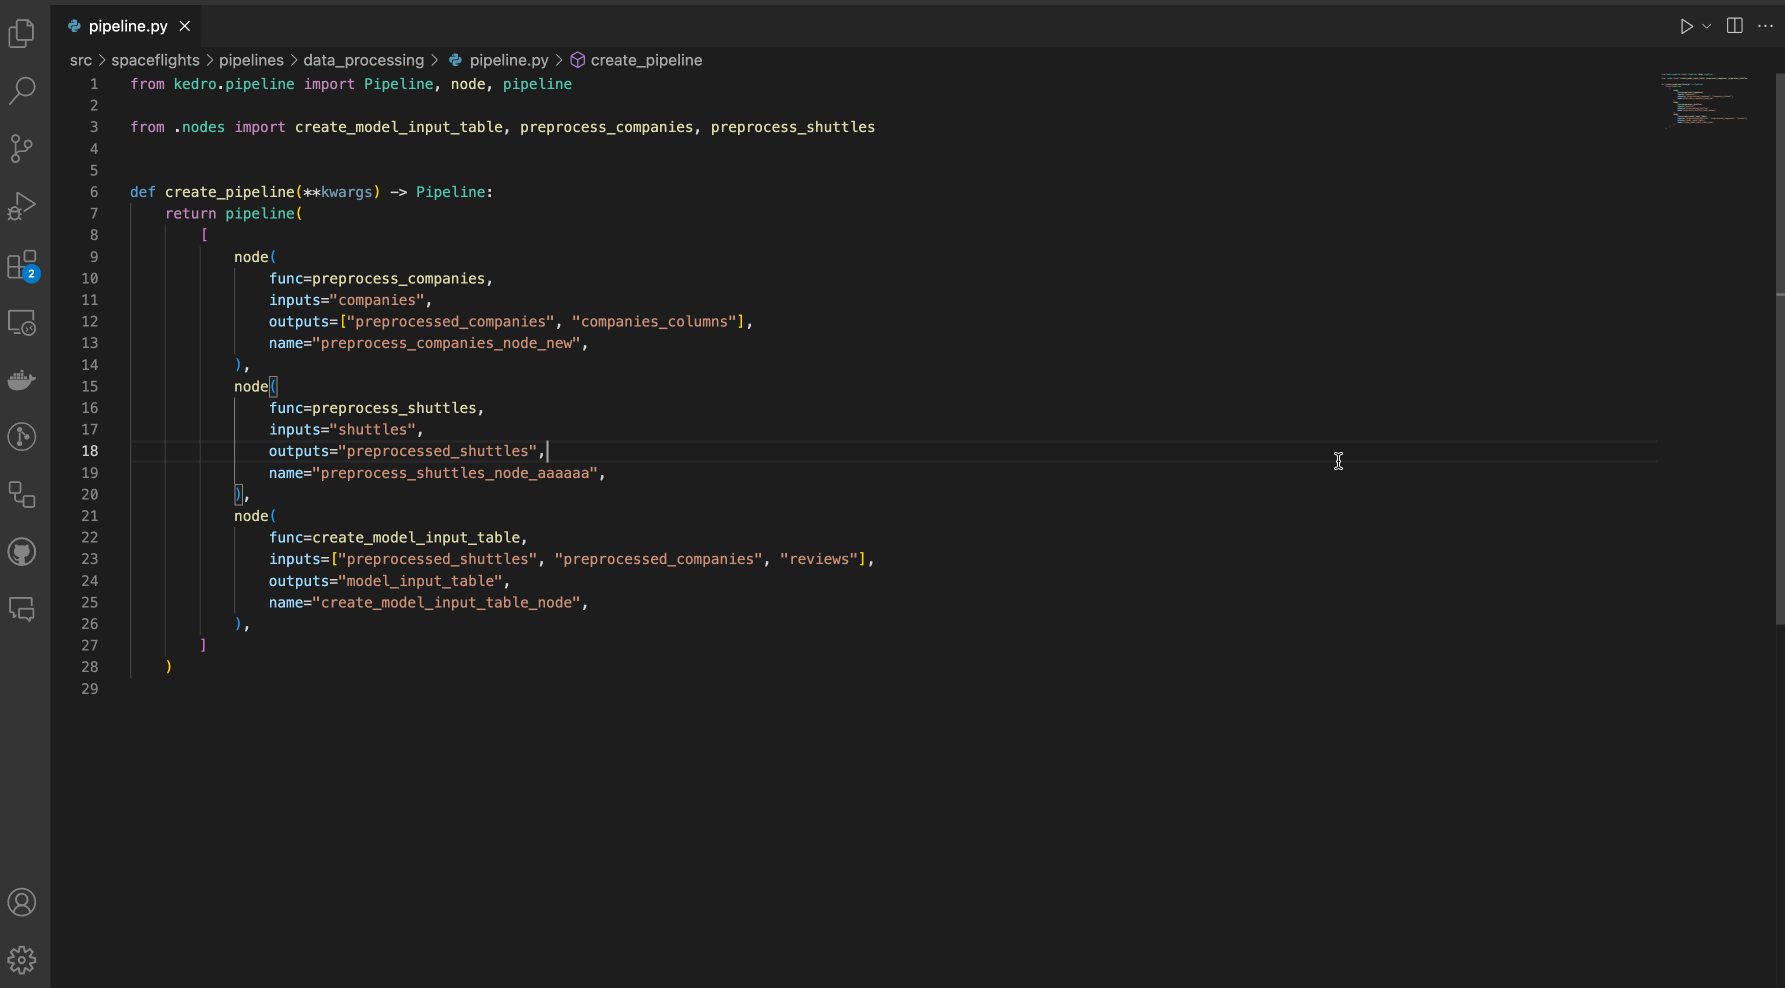 pipeline.py
src > spaceflights > pipelines > data_processing > pipeline.py > create_pipeline
1 from kedro.pipeline import Pipeline, node, pipeline
2
3 from .nodes import create_model_input_table, preprocess_companies, preprocess_shuttles
4
5
6 def create_pipeline(**kwargs) -> Pipeline:
7     return pipeline(
8         [
9             node(
10                 func=preprocess_companies,
11                 inputs="companies",
12                 outputs=["preprocessed_companies", "companies_columns"],
13                 name="preprocess_companies_node_new",
14             ),
15             node(
16                 func=preprocess_shuttles,
17                 inputs="shuttles",
18                 outputs="preprocessed_shuttles",
19                 name="preprocess_shuttles_node_aaaaaa",
20             ),
21             node(
22                 func=create_model_input_table,
23                 inputs=["preprocessed_shuttles", "preprocessed_companies", "reviews"],
24                 outputs="model_input_table",
25                 name="create_model_input_table_node",
26             ),
27         ]
28     )
29
2